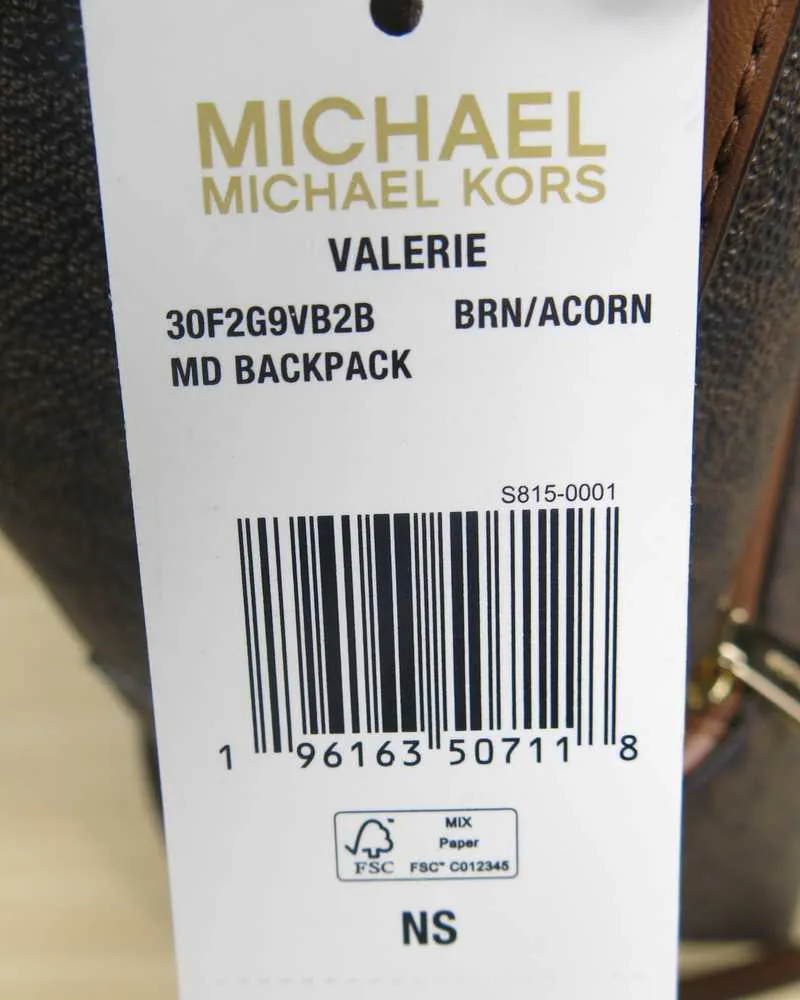 MICHAEL
MICHAEL KORS
VALERIE
30F2G9VB2B BRN/ACORN
MD BACKPACK
S815-0001
1 96163 50711 8
MIX
Paper
FSC FSC™ C012345
NS